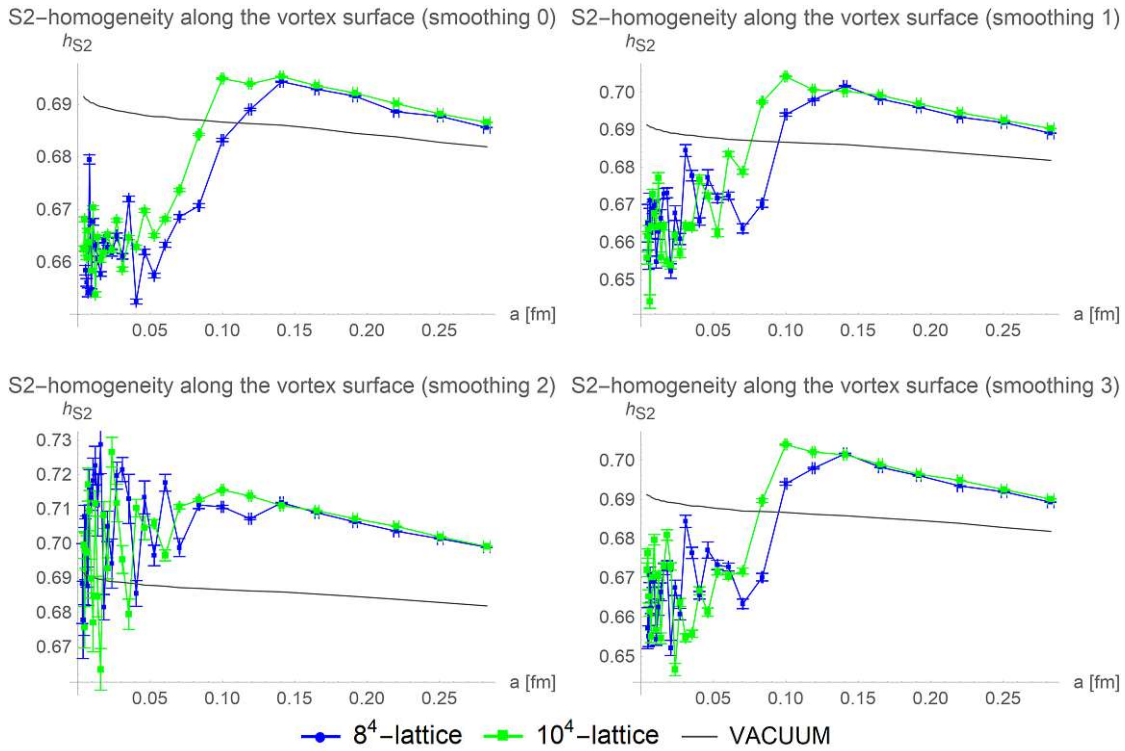 S2−homogeneity along the vortex surface (smoothing 0)
hS2
0.69
0.68
0.67
0.66
0.05 0.10 0.15 0.20 0.25
a [fm]
S2−homogeneity along the vortex surface (smoothing 1)
hS2
0.70
0.69
0.68
0.67
0.66
0.65
0.05 0.10 0.15 0.20 0.25
a [fm]
S2−homogeneity along the vortex surface (smoothing 2)
hS2
0.73
0.72
0.71
0.70
0.69
0.68
0.67
0.05 0.10 0.15 0.20 0.25
a [fm]
S2−homogeneity along the vortex surface (smoothing 3)
hS2
0.70
0.69
0.68
0.67
0.66
0.65
0.05 0.10 0.15 0.20 0.25
a [fm]
8⁴−lattice 10⁴−lattice VACUUM